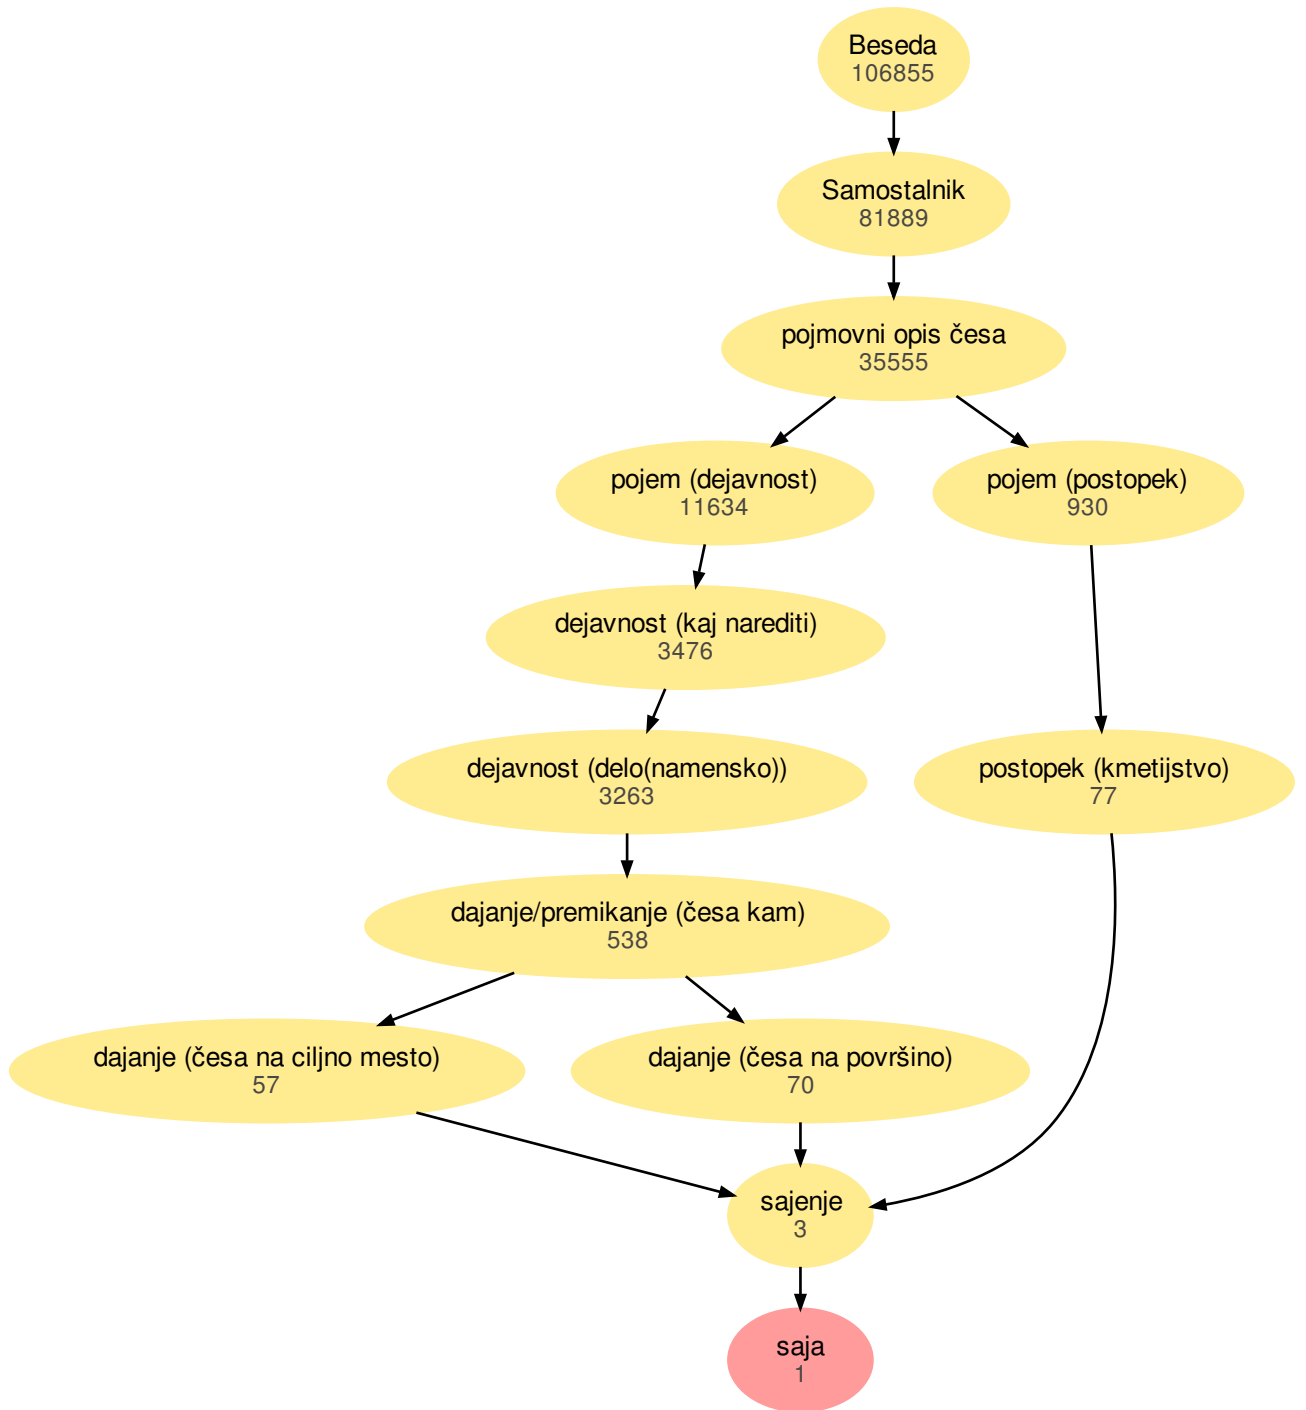 Beseda
106855
Samostalnik
81889
pojmovni opis česa
35555
pojem (dejavnost)
11634
pojem (postopek)
930
dejavnost (kaj narediti)
3476
dejavnost (delo(namensko))
3263
postopek (kmetijstvo)
77
dajanje/premikanje (česa kam)
538
dajanje (česa na ciljno mesto)
57
dajanje (česa na površino)
70
sajenje
3
saja
1